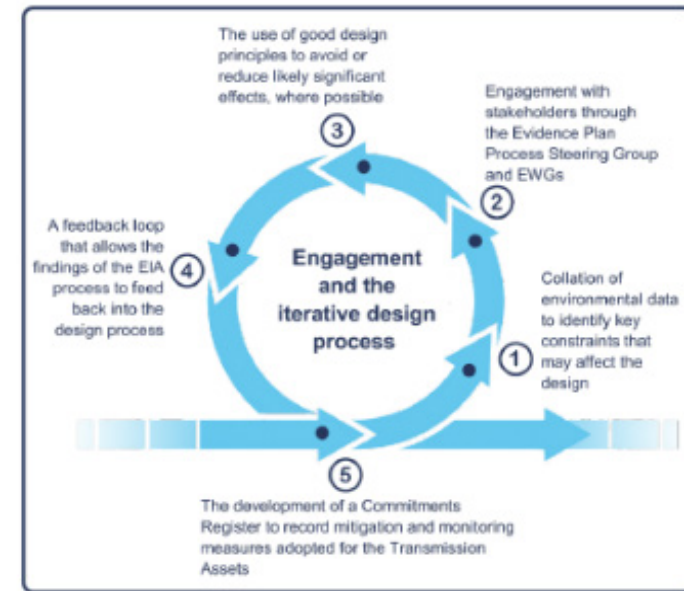 The use of good design
principles to avoid or
reduce likely significant
effects, where possible
3
Engagement with
stakeholders through
the Evidence Plan
Process Steering Group
and EWGs
2
A feedback loop
that allows the
findings of the EIA
process to feed
back into the
design process
4
Engagement
and the
iterative design
process
Collation of
environmental data
to identify key
constraints that
may affect the
design
1
5
The development of a Commitments
Register to record mitigation and monitoring
measures adopted for the Transmission
Assets